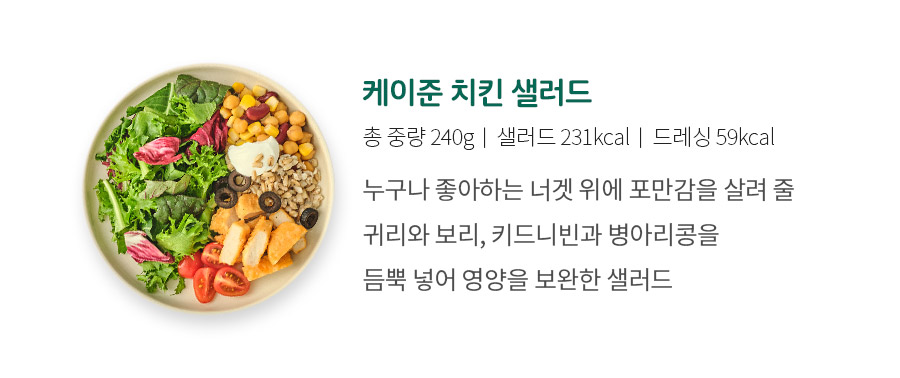 케이준 치킨 샐러드
총 중량 240g | 샐러드 231kcal | 드레싱 59kcal
누구나 좋아하는 너겟 위에 포만감을 살려 줄
귀리와 보리, 키드니빈과 병아리콩을
듬뿍 넣어 영양을 보완한 샐러드